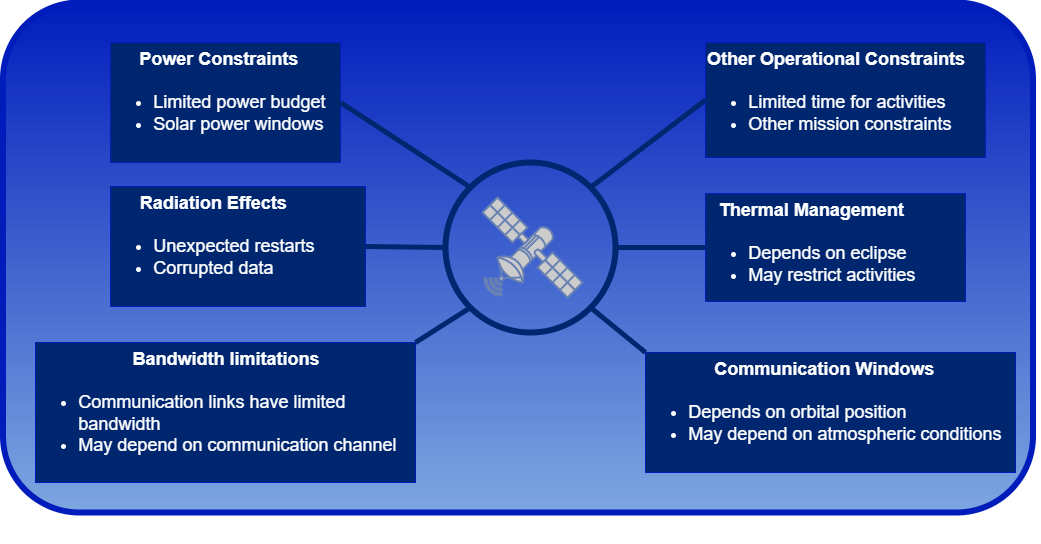 Power Constraints
• Limited power budget
• Solar power windows
Other Operational Constraints
• Limited time for activities
• Other mission constraints
Radiation Effects
• Unexpected restarts
• Corrupted data
Thermal Management
• Depends on eclipse
• May restrict activities
Bandwidth limitations
• Communication links have limited
bandwidth
• May depend on communication channel
Communication Windows
• Depends on orbital position
• May depend on atmospheric conditions